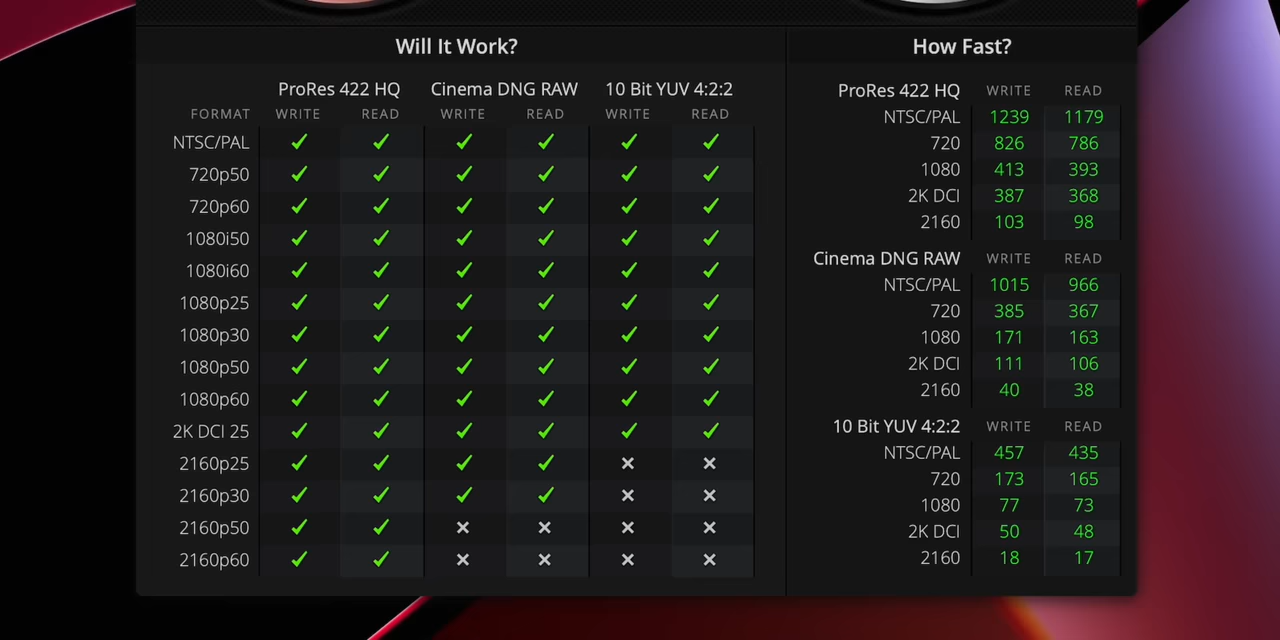 Will It Work?
ProRes 422 HQ Cinema DNG RAW 10 Bit YUV 4:2:2
FORMAT WRITE READ WRITE READ WRITE READ
NTSC/PAL ✓ ✓ ✓ ✓ ✓ ✓
720p50 ✓ ✓ ✓ ✓ ✓ ✓
720p60 ✓ ✓ ✓ ✓ ✓ ✓
1080i50 ✓ ✓ ✓ ✓ ✓ ✓
1080i60 ✓ ✓ ✓ ✓ ✓ ✓
1080p25 ✓ ✓ ✓ ✓ ✓ ✓
1080p30 ✓ ✓ ✓ ✓ ✓ ✓
1080p50 ✓ ✓ ✓ ✓ ✓ ✓
1080p60 ✓ ✓ ✓ ✓ ✓ ✓
2K DCI 25 ✓ ✓ ✓ ✓ ✓ ✓
2160p25 ✓ ✓ ✓ ✓ ✕ ✕
2160p30 ✓ ✓ ✓ ✓ ✕ ✕
2160p50 ✓ ✓ ✕ ✕ ✕ ✕
2160p60 ✓ ✓ ✕ ✕ ✕ ✕
How Fast?
ProRes 422 HQ WRITE READ
NTSC/PAL 1239 1179
720 826 786
1080 413 393
2K DCI 387 368
2160 103 98
Cinema DNG RAW WRITE READ
NTSC/PAL 1015 966
720 385 367
1080 171 163
2K DCI 111 106
2160 40 38
10 Bit YUV 4:2:2 WRITE READ
NTSC/PAL 457 435
720 173 165
1080 77 73
2K DCI 50 48
2160 18 17